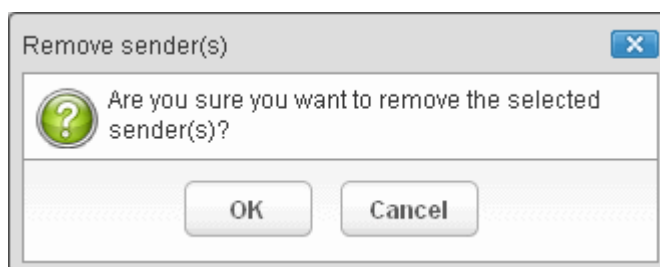 Remove sender(s)
Are you sure you want to remove the selected
sender(s)?
OK Cancel